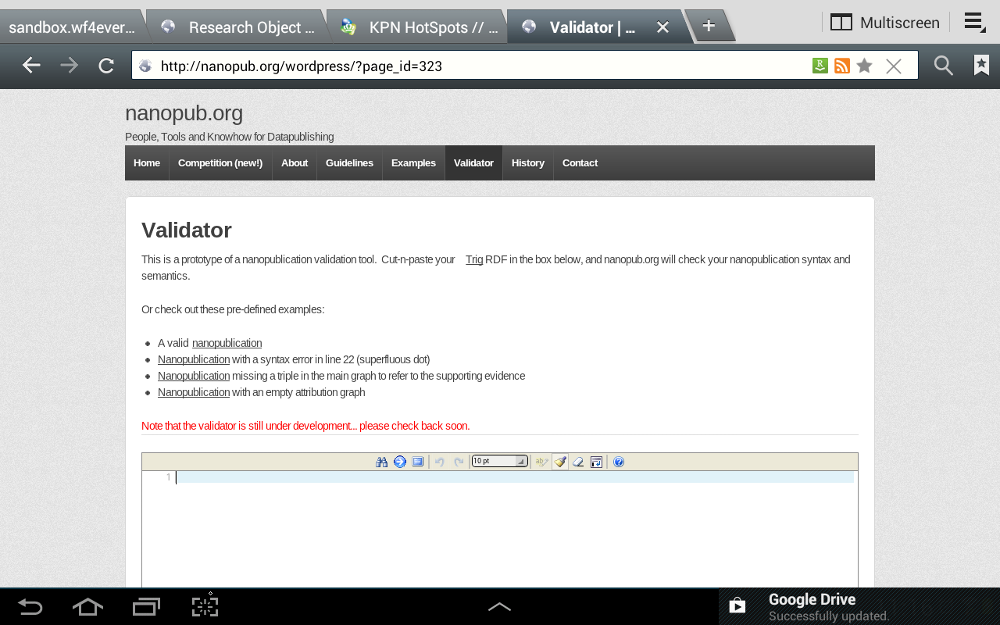 sandbox.wf4ever...
Research Object ...
KPN HotSpots // ...
Validator | ...
Multiscreen
http://nanopub.org/wordpress/?page_id=323
nanopub.org
People, Tools and Knowhow for Datapublishing
Home Competition (new!) About Guidelines Examples Validator History Contact
Validator
This is a prototype of a nanopublication validation tool. Cut-n-paste your Trig RDF in the box below, and nanopub.org will check your nanopublication syntax and
semantics.
Or check out these pre-defined examples:
A valid nanopublication
Nanopublication with a syntax error in line 22 (superfluous dot)
Nanopublication missing a triple in the main graph to refer to the supporting evidence
Nanopublication with an empty attribution graph
Note that the validator is still under development... please check back soon.
10 pt
1
Google Drive
Successfully updated.